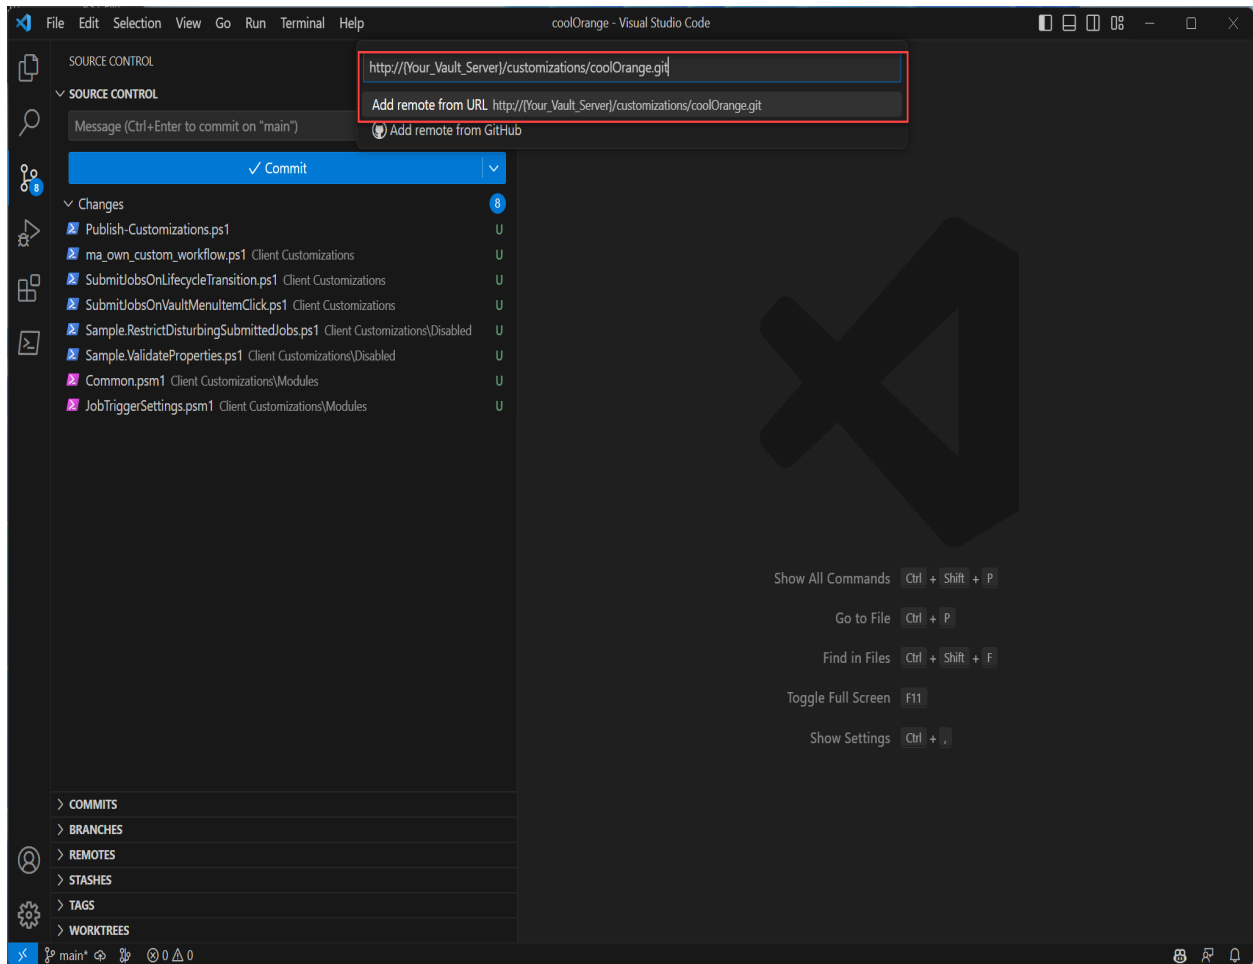 File Edit Selection View Go Run Terminal Help coolOrange - Visual Studio Code
SOURCE CONTROL
http://{Your_Vault_Server}/customizations/coolOrange.git
SOURCE CONTROL
Add remote from URL http://{Your_Vault_Server}/customizations/coolOrange.git
Message (Ctrl+Enter to commit on "main")
Add remote from GitHub
Commit
8
Changes 8
Publish-Customizations.ps1 U
ma_own_custom_workflow.ps1 Client Customizations U
SubmitJobsOnLifecycleTransition.ps1 Client Customizations U
SubmitJobsOnVaultMenuItemClick.ps1 Client Customizations U
Sample.RestrictDisturbingSubmittedJobs.ps1 Client Customizations\Disabled U
Sample.ValidateProperties.ps1 Client Customizations\Disabled U
Common.psm1 Client Customizations\Modules U
JobTriggerSettings.psm1 Client Customizations\Modules U
Show All Commands Ctrl + Shift + P
Go to File Ctrl + P
Find in Files Ctrl + Shift + F
Toggle Full Screen F11
Show Settings Ctrl + ,
COMMITS
BRANCHES
REMOTES
STASHES
TAGS
WORKTREES
main* 0 0